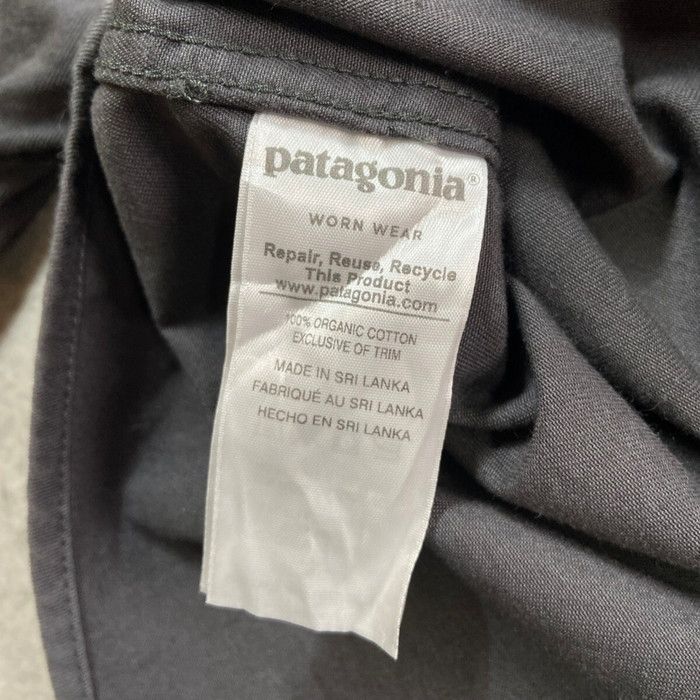 patagonia®
WORN WEAR
Repair, Reuse, Recycle
This Product
www.patagonia.com
100% ORGANIC COTTON
EXCLUSIVE OF TRIM
MADE IN SRI LANKA
FABRIQUÉ AU SRI LANKA
HECHO EN SRI LANKA